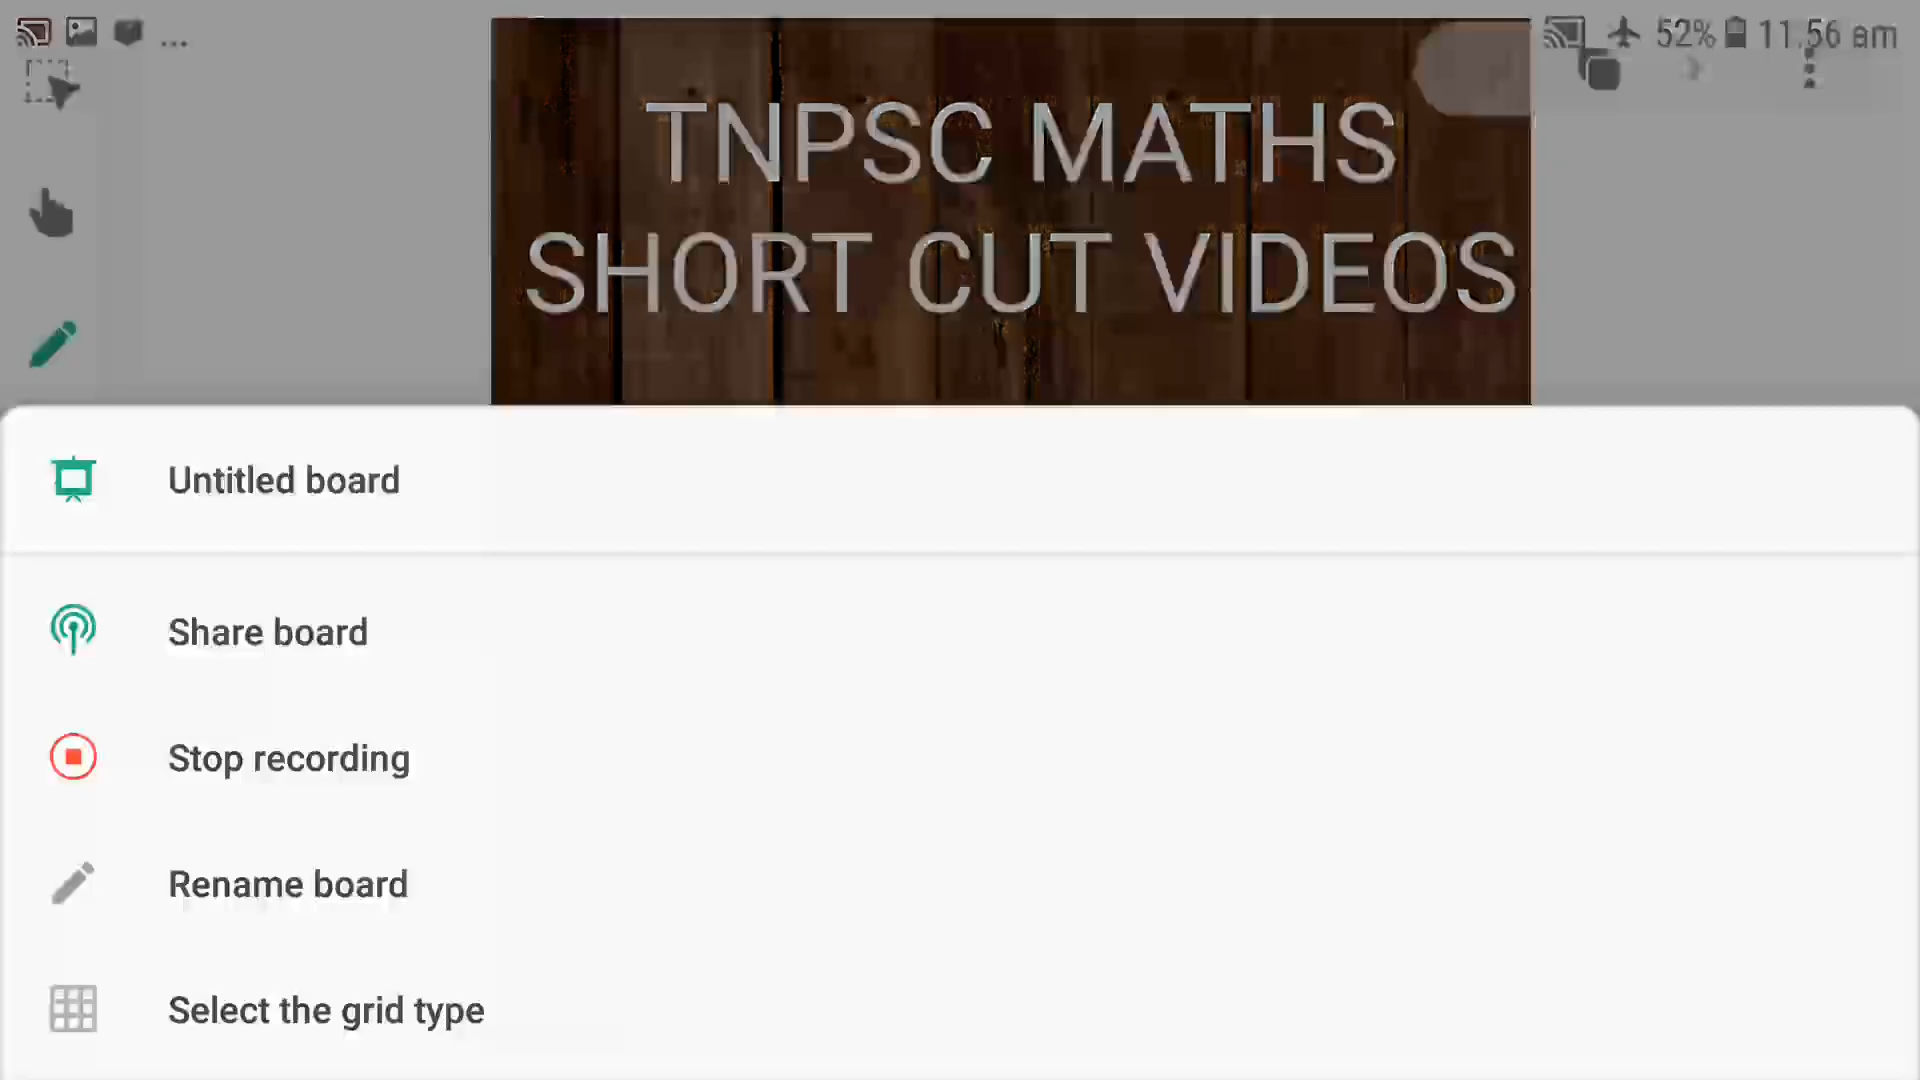 52% 11.56 am
TNPSC MATHS
SHORT CUT VIDEOS
Untitled board
Share board
Stop recording
Rename board
Select the grid type